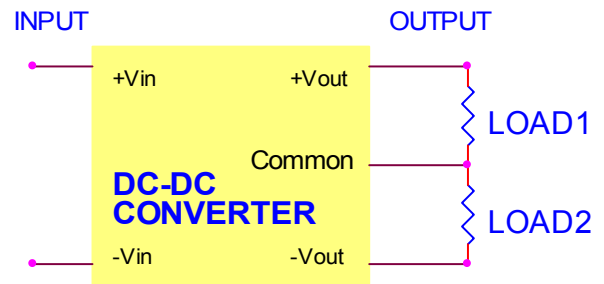 INPUT OUTPUT
+Vin +Vout
LOAD1
Common
DC-DC
CONVERTER
LOAD2
-Vin -Vout